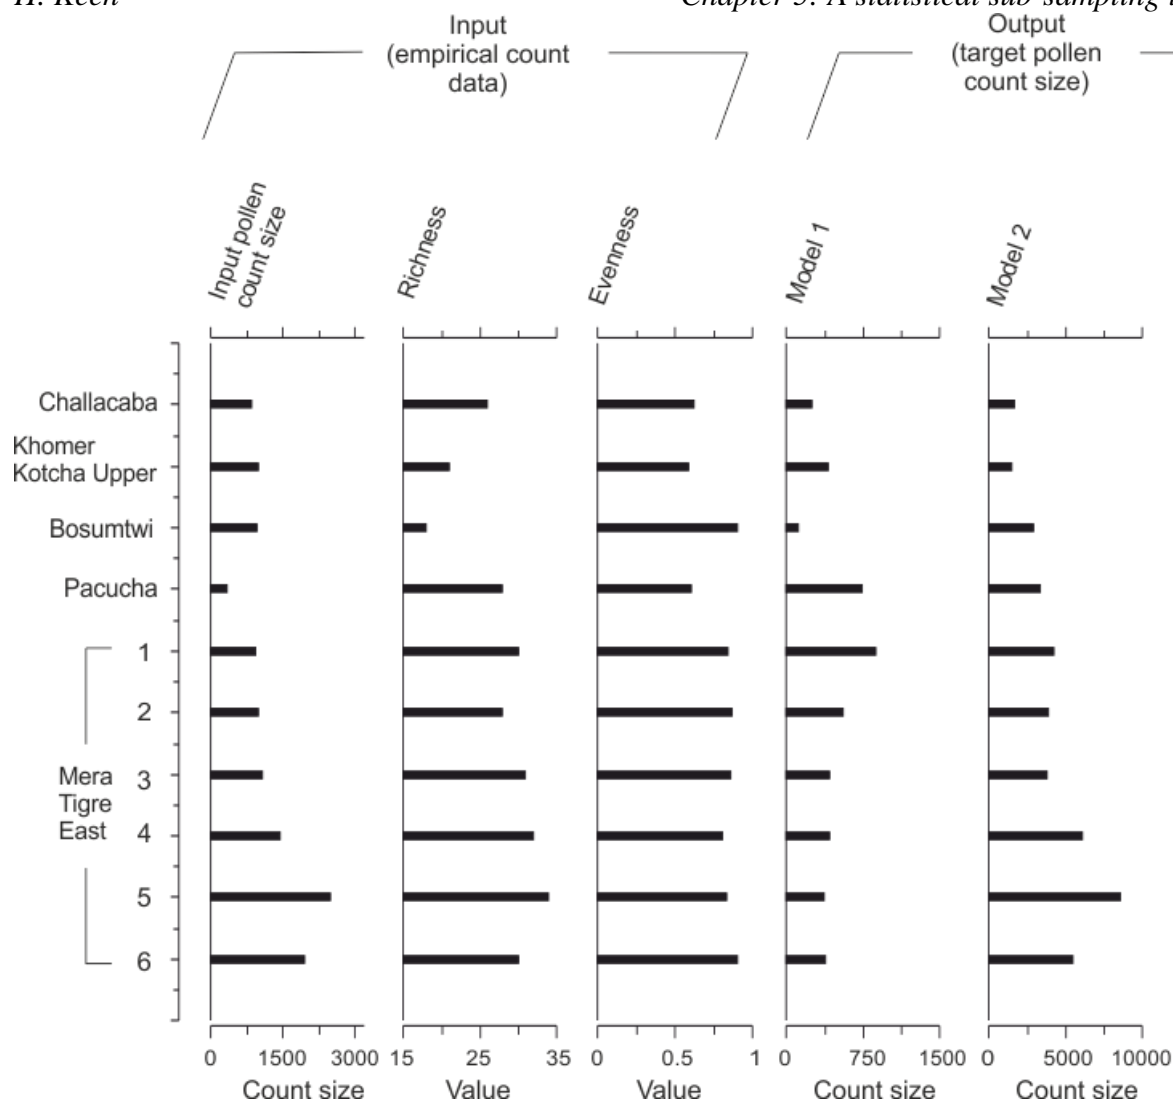 H. Keen
Chapter 3: A statistical sub-sampling
Input
(empirical count
data)
Output
(target pollen
count size)
Input pollen
count size
Richness
Evenness
Model 1
Model 2
Challacaba
Khomer
Kotcha Upper
Bosumtwi
Pacucha
1
2
Mera
Tigre
East
3
4
5
6
0 1500 3000
15 25 35
0 0.5 1
0 750 1500
0 5000 10000
Count size
Value
Value
Count size
Count size